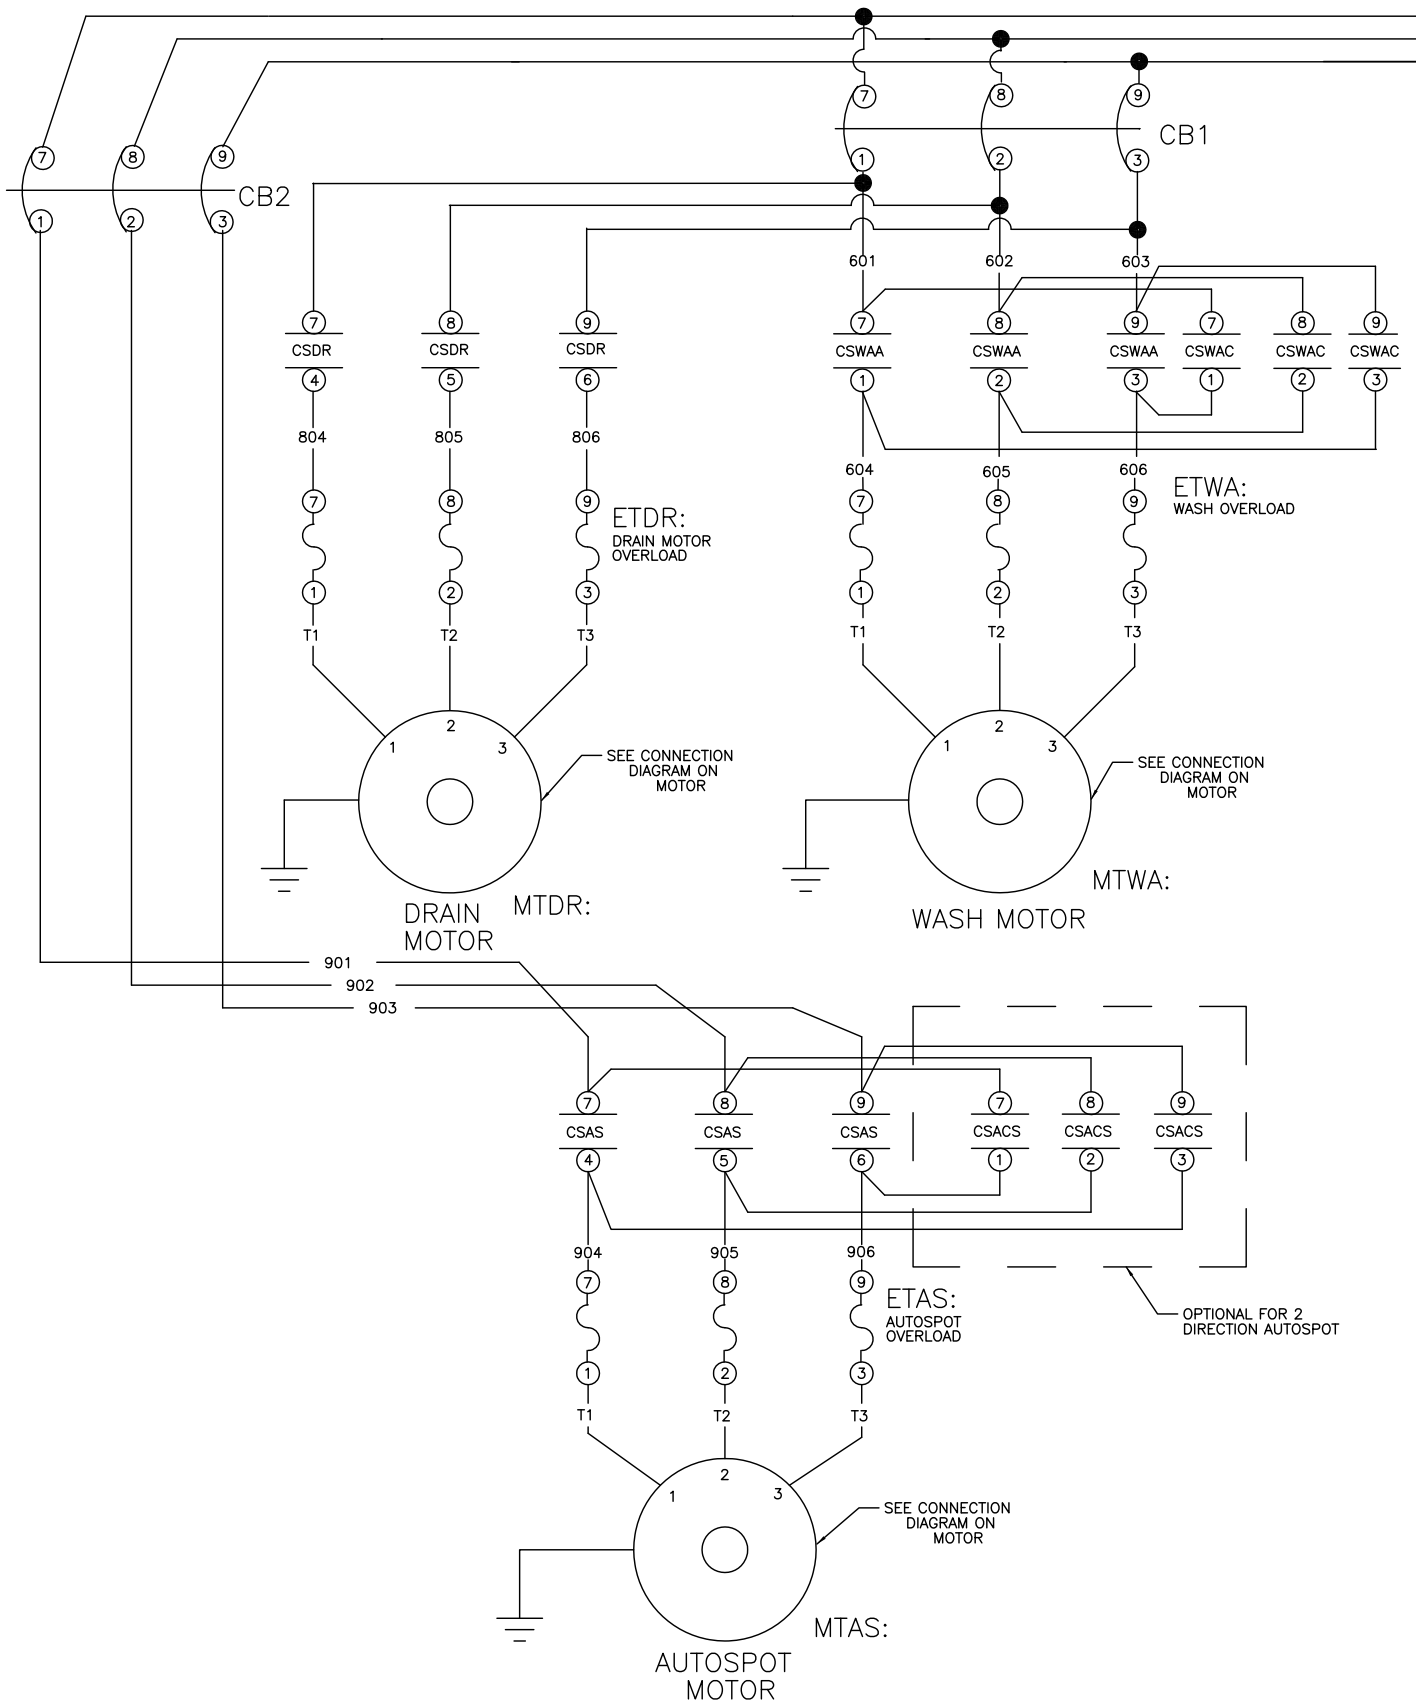 7 8 9
CB1
7 8 9
CB2
1 2 3
1 2 3
601 602 603
7 8 9 7 8 9 7 8 9
CSDR CSDR CSDR CSWAA CSWAA CSWAA CSWAC CSWAC CSWAC
4 5 6 1 2 3 1 2 3
804 805 806
604 605 606
7 8 9
7 8 9
ETDR:
DRAIN MOTOR
OVERLOAD
ETWA:
WASH OVERLOAD
1 2 3
1 2 3
T1 T2 T3
T1 T2 T3
1 2 3
1 2 3
SEE CONNECTION
DIAGRAM ON
MOTOR
SEE CONNECTION
DIAGRAM ON
MOTOR
MTDR:
DRAIN
MOTOR
MTWA:
WASH MOTOR
901
902
903
7 8 9 7 8 9
CSAS CSAS CSAS CSACS CSACS CSACS
4 5 6 1 2 3
904 905 906
7 8 9
ETAS:
AUTOSPOT
OVERLOAD
OPTIONAL FOR 2
DIRECTION AUTOSPOT
1 2 3
T1 T2 T3
1 2 3
SEE CONNECTION
DIAGRAM ON
MOTOR
MTAS:
AUTOSPOT
MOTOR